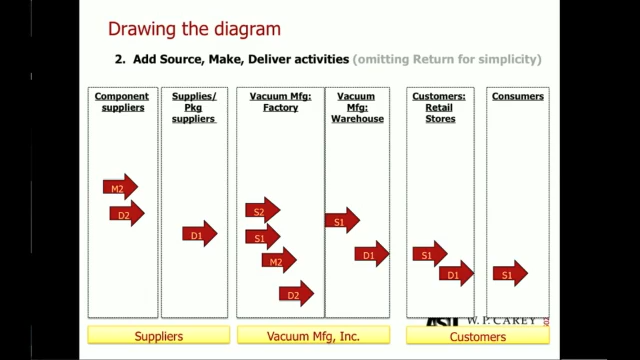 Drawing the diagram
2. Add Source, Make, Deliver activities (omitting Return for simplicity)
Component
suppliers
Supplies/
Pkg
suppliers
Vacuum Mfg:
Factory
Vacuum
Mfg:
Warehouse
Customers:
Retail
Stores
Consumers
M2
D2
D1
S2
S1
M2
D2
S1
D1
S1
D1
S1
ASU W. P. CAREY
Suppliers
Vacuum Mfg, Inc.
Customers